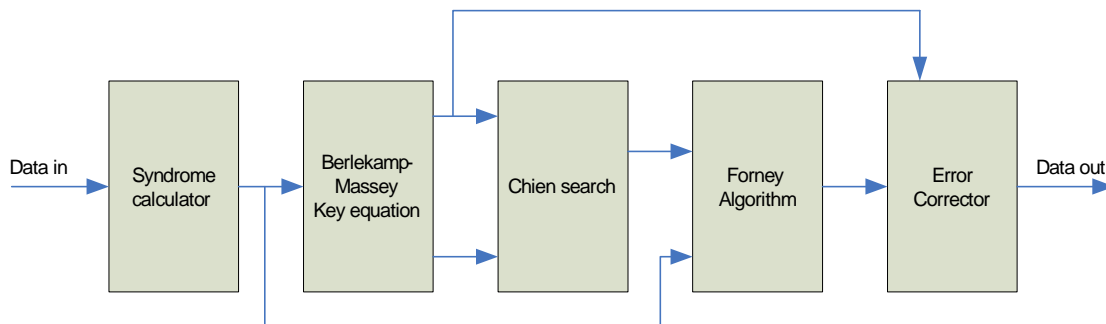 Data in
Syndrome
calculator
Berlekamp-
Massey
Key equation
Chien search
Forney
Algorithm
Error
Corrector
Data out